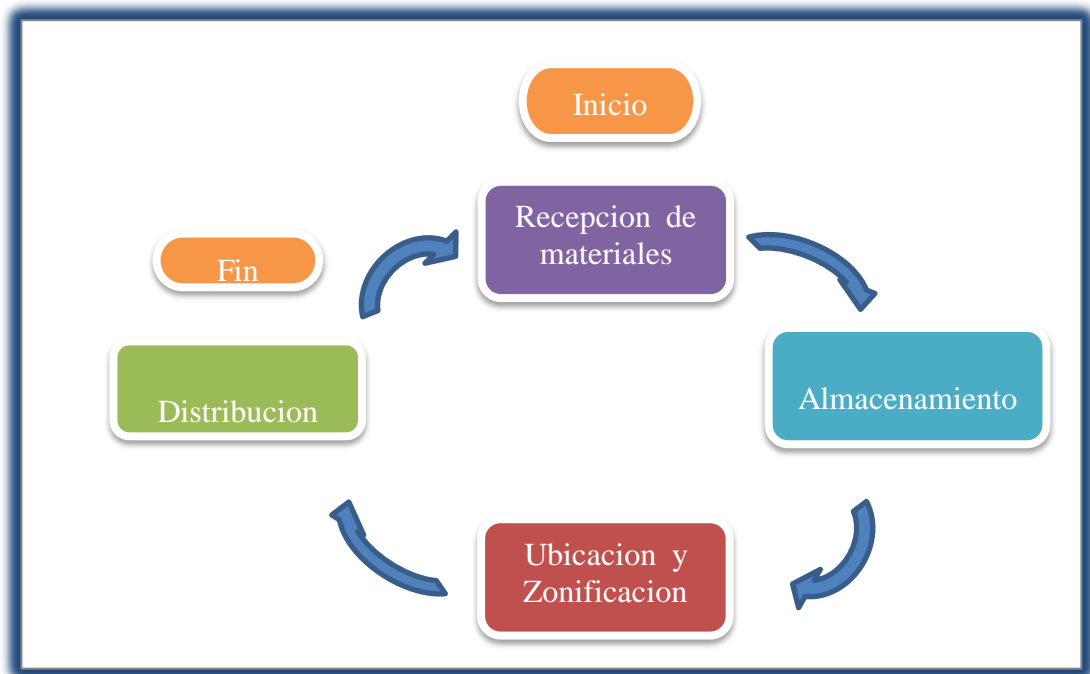 Inicio
Recepcion de
materiales
Almacenamiento
Ubicacion y
Zonificacion
Distribucion
Fin